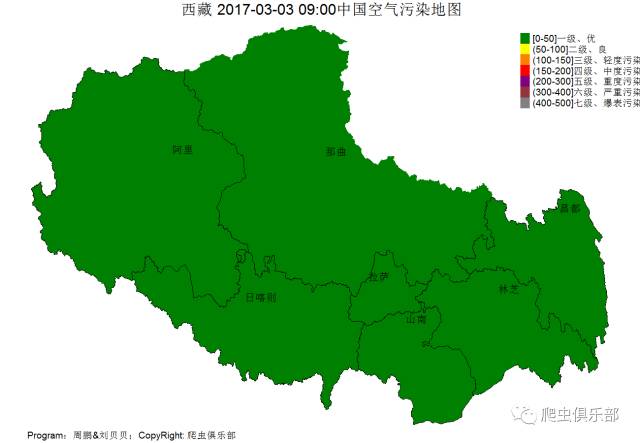 西藏 2017-03-03 09:00中国空气污染地图
[0-50]一级、优
(50-100]二级、良
(100-150]三级、轻度污染
(150-200]四级、中度污染
(200-300]五级、重度污染
(300-400]六级、严重污染
(400-500]七级、爆表污染
阿里
那曲
昌都
拉萨
林芝
日喀则
山南
爬虫俱乐部
Program：周鹏&刘贝贝；CopyRight: 爬虫俱乐部